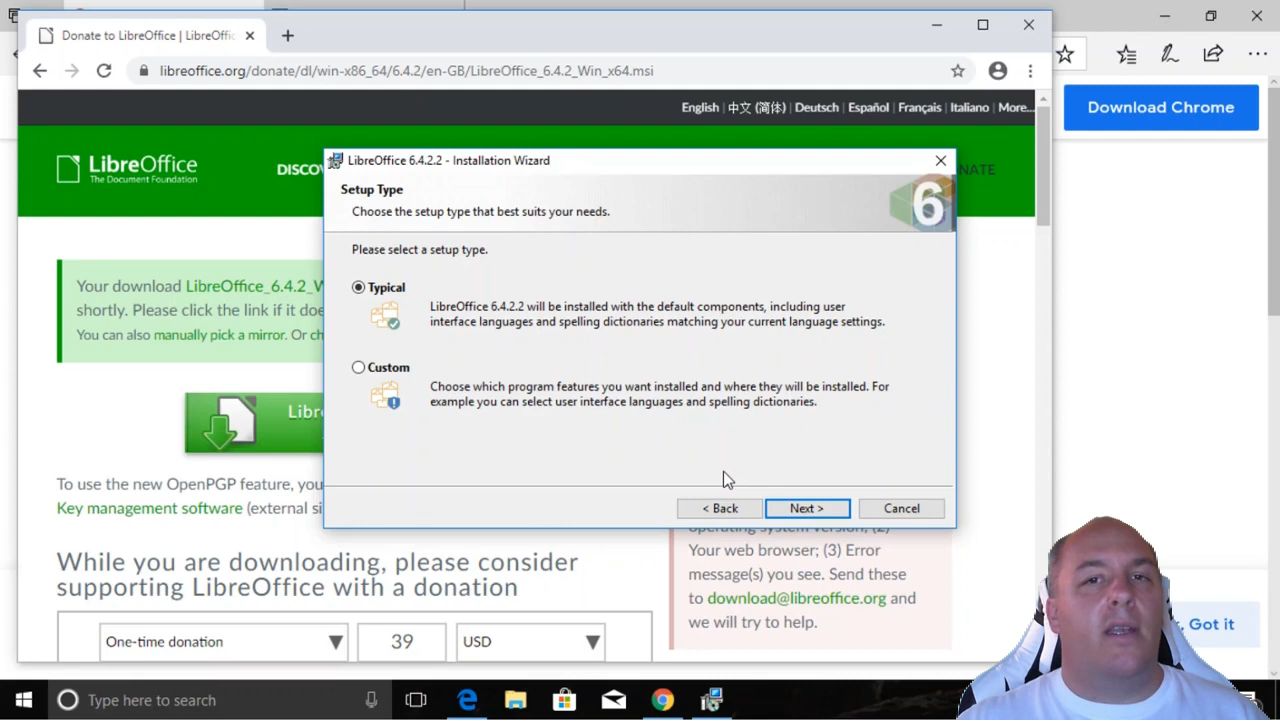 Donate to LibreOffice | LibreOffic
libreoffice.org/donate/dl/win-x86_64/6.4.2/en-GB/LibreOffice_6.4.2_Win_x64.msi
Download Chrome
English | 中文 (简体) | Deutsch | Español | Français | Italiano | More...
LibreOffice
The Document Foundation
DISCOV
NATE
LibreOffice 6.4.2.2 - Installation Wizard
Setup Type
Choose the setup type that best suits your needs.
6
Please select a setup type.
Typical
LibreOffice 6.4.2.2 will be installed with the default components, including user
interface languages and spelling dictionaries matching your current language settings.
Custom
Choose which program features you want installed and where they will be installed. For
example you can select user interface languages and spelling dictionaries.
< Back
Next >
Cancel
Your download LibreOffice_6.4.2_W
shortly. Please click the link if it doe
You can also manually pick a mirror. Or ch
Libr
To use the new OpenPGP feature, you
Key management software (external si
While you are downloading, please consider
supporting LibreOffice with a donation
One-time donation
39
USD
operating system version; (2)
Your web browser; (3) Error
message(s) you see. Send these
to download@libreoffice.org and
we will try to help.
Got it
Type here to search